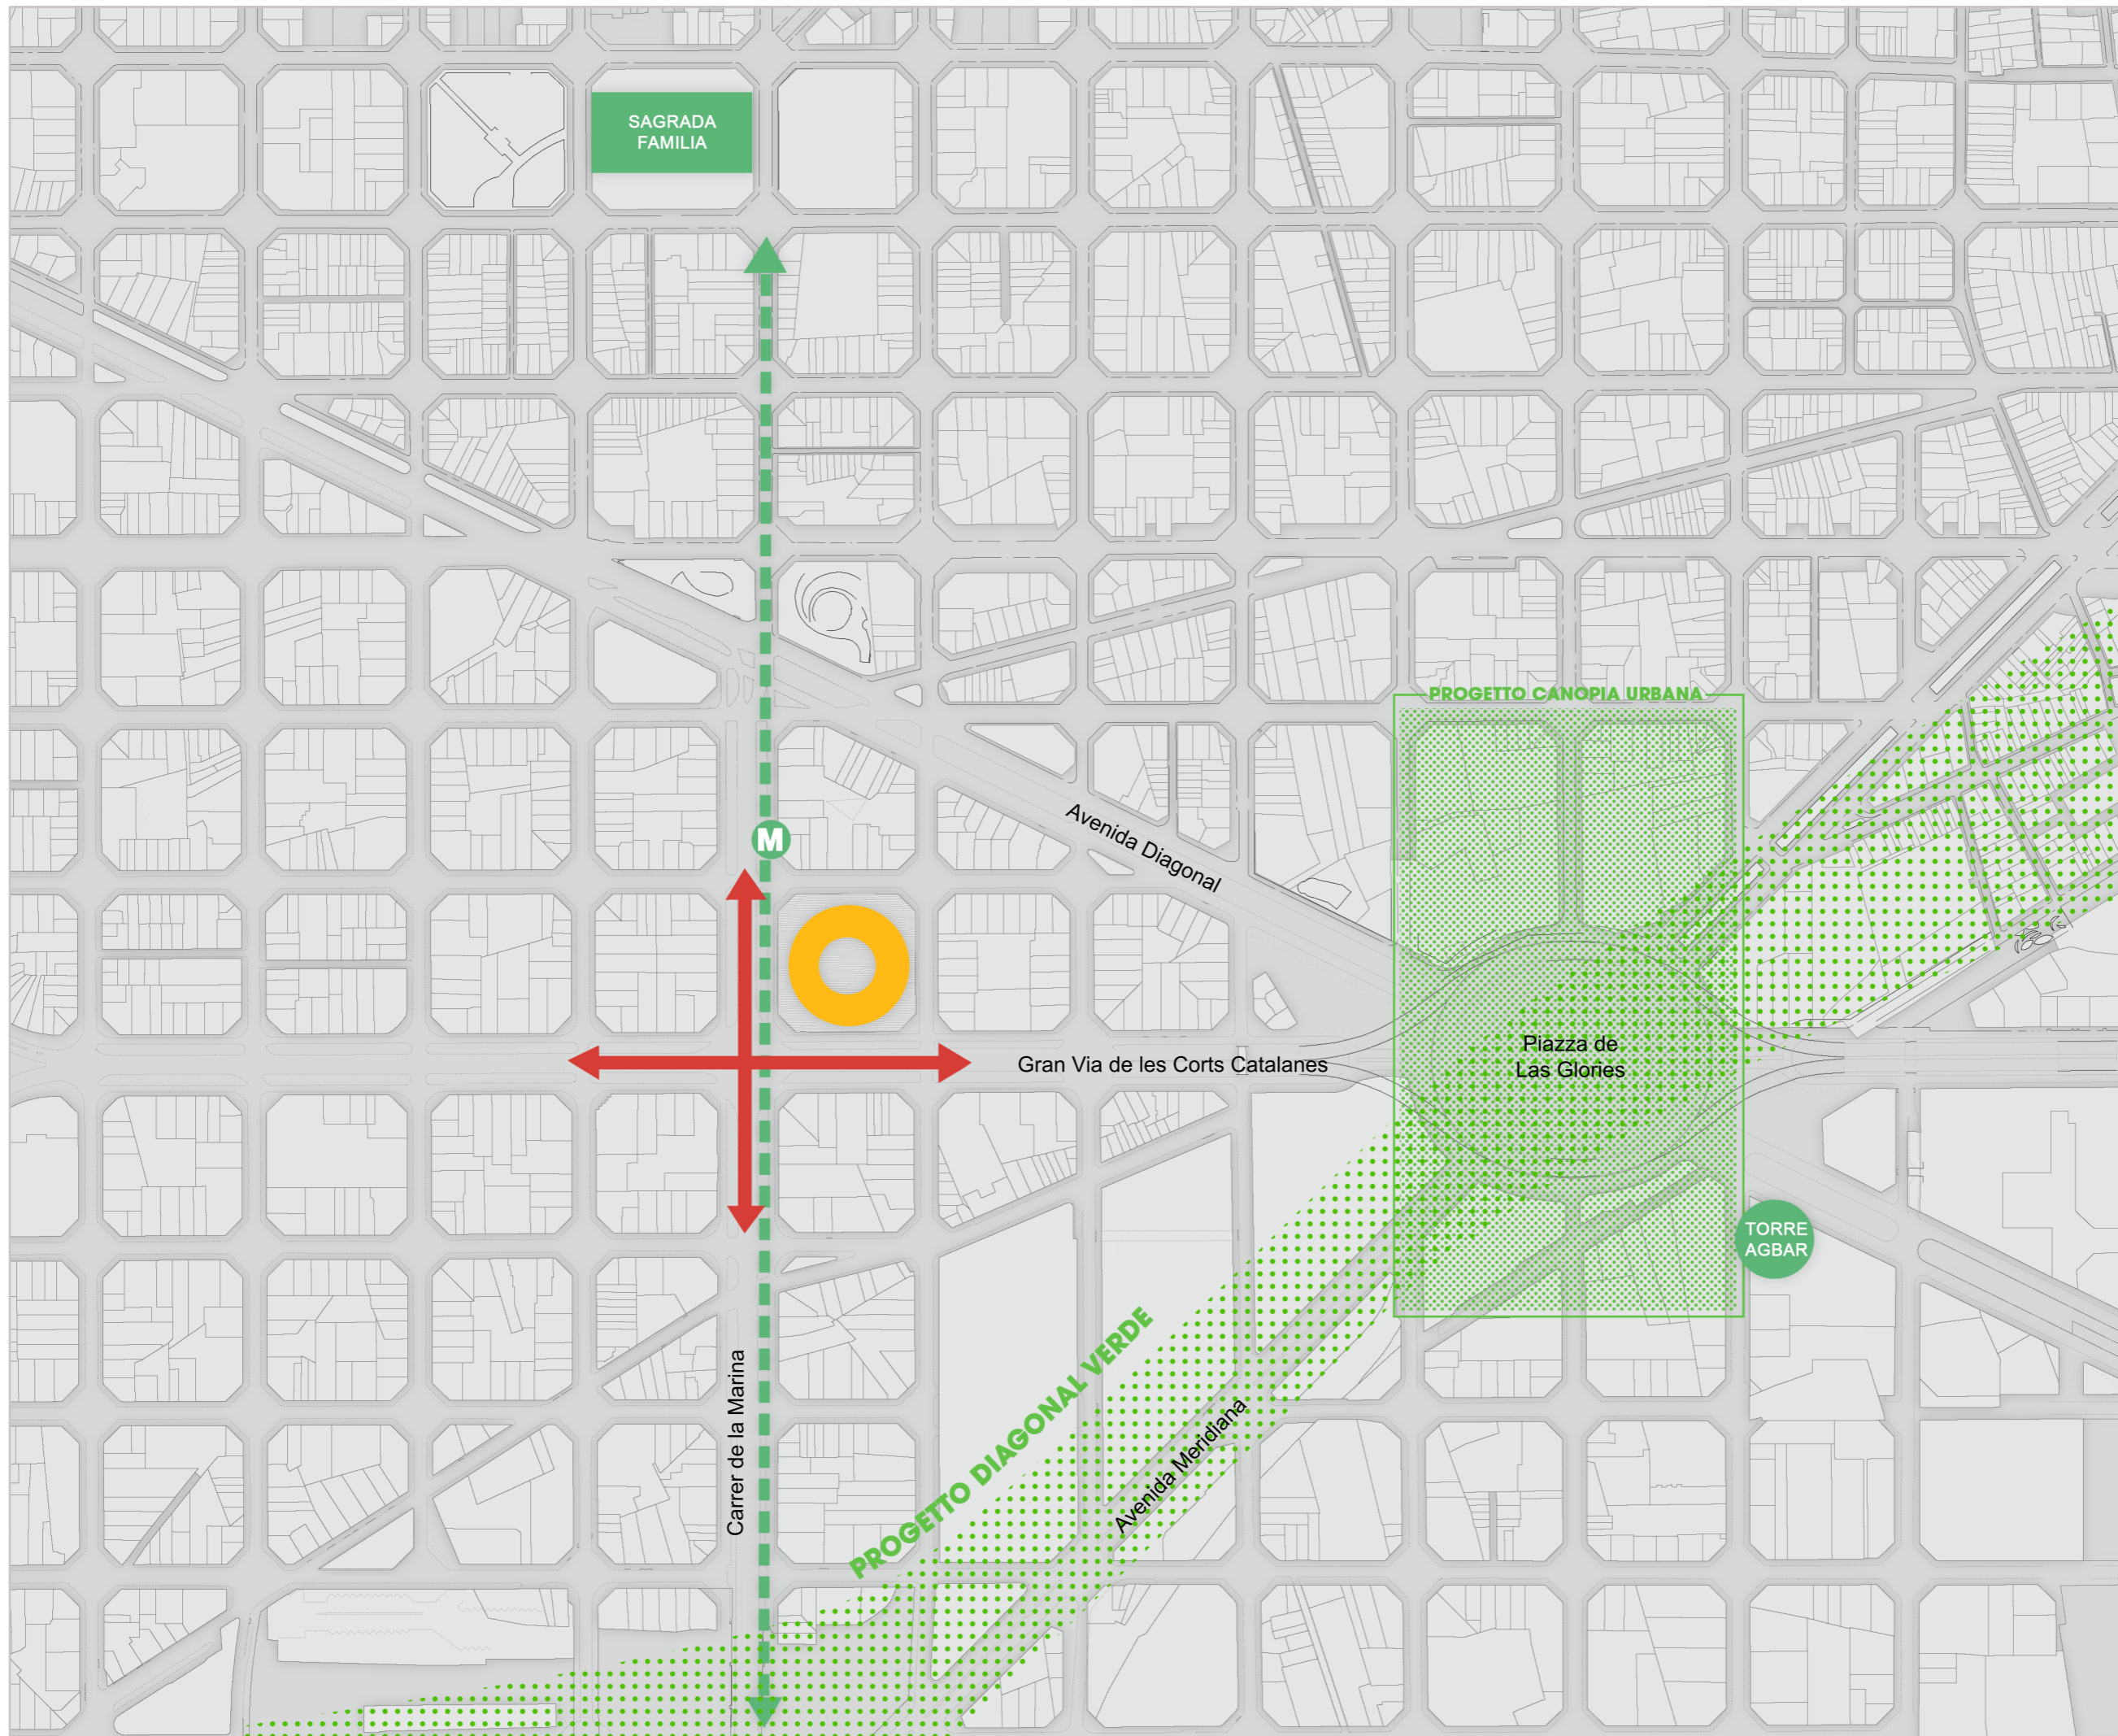 SAGRADA
FAMILIA
PROGETTO CANOPIA URBANA
Avenida Diagonal
M
Piazza de
Las Glories
Gran Via de les Corts Catalanes
TORRE
AGBAR
PROGETTO DIAGONAL VERDE
Carrer de la Marina
Avenida Meridiana